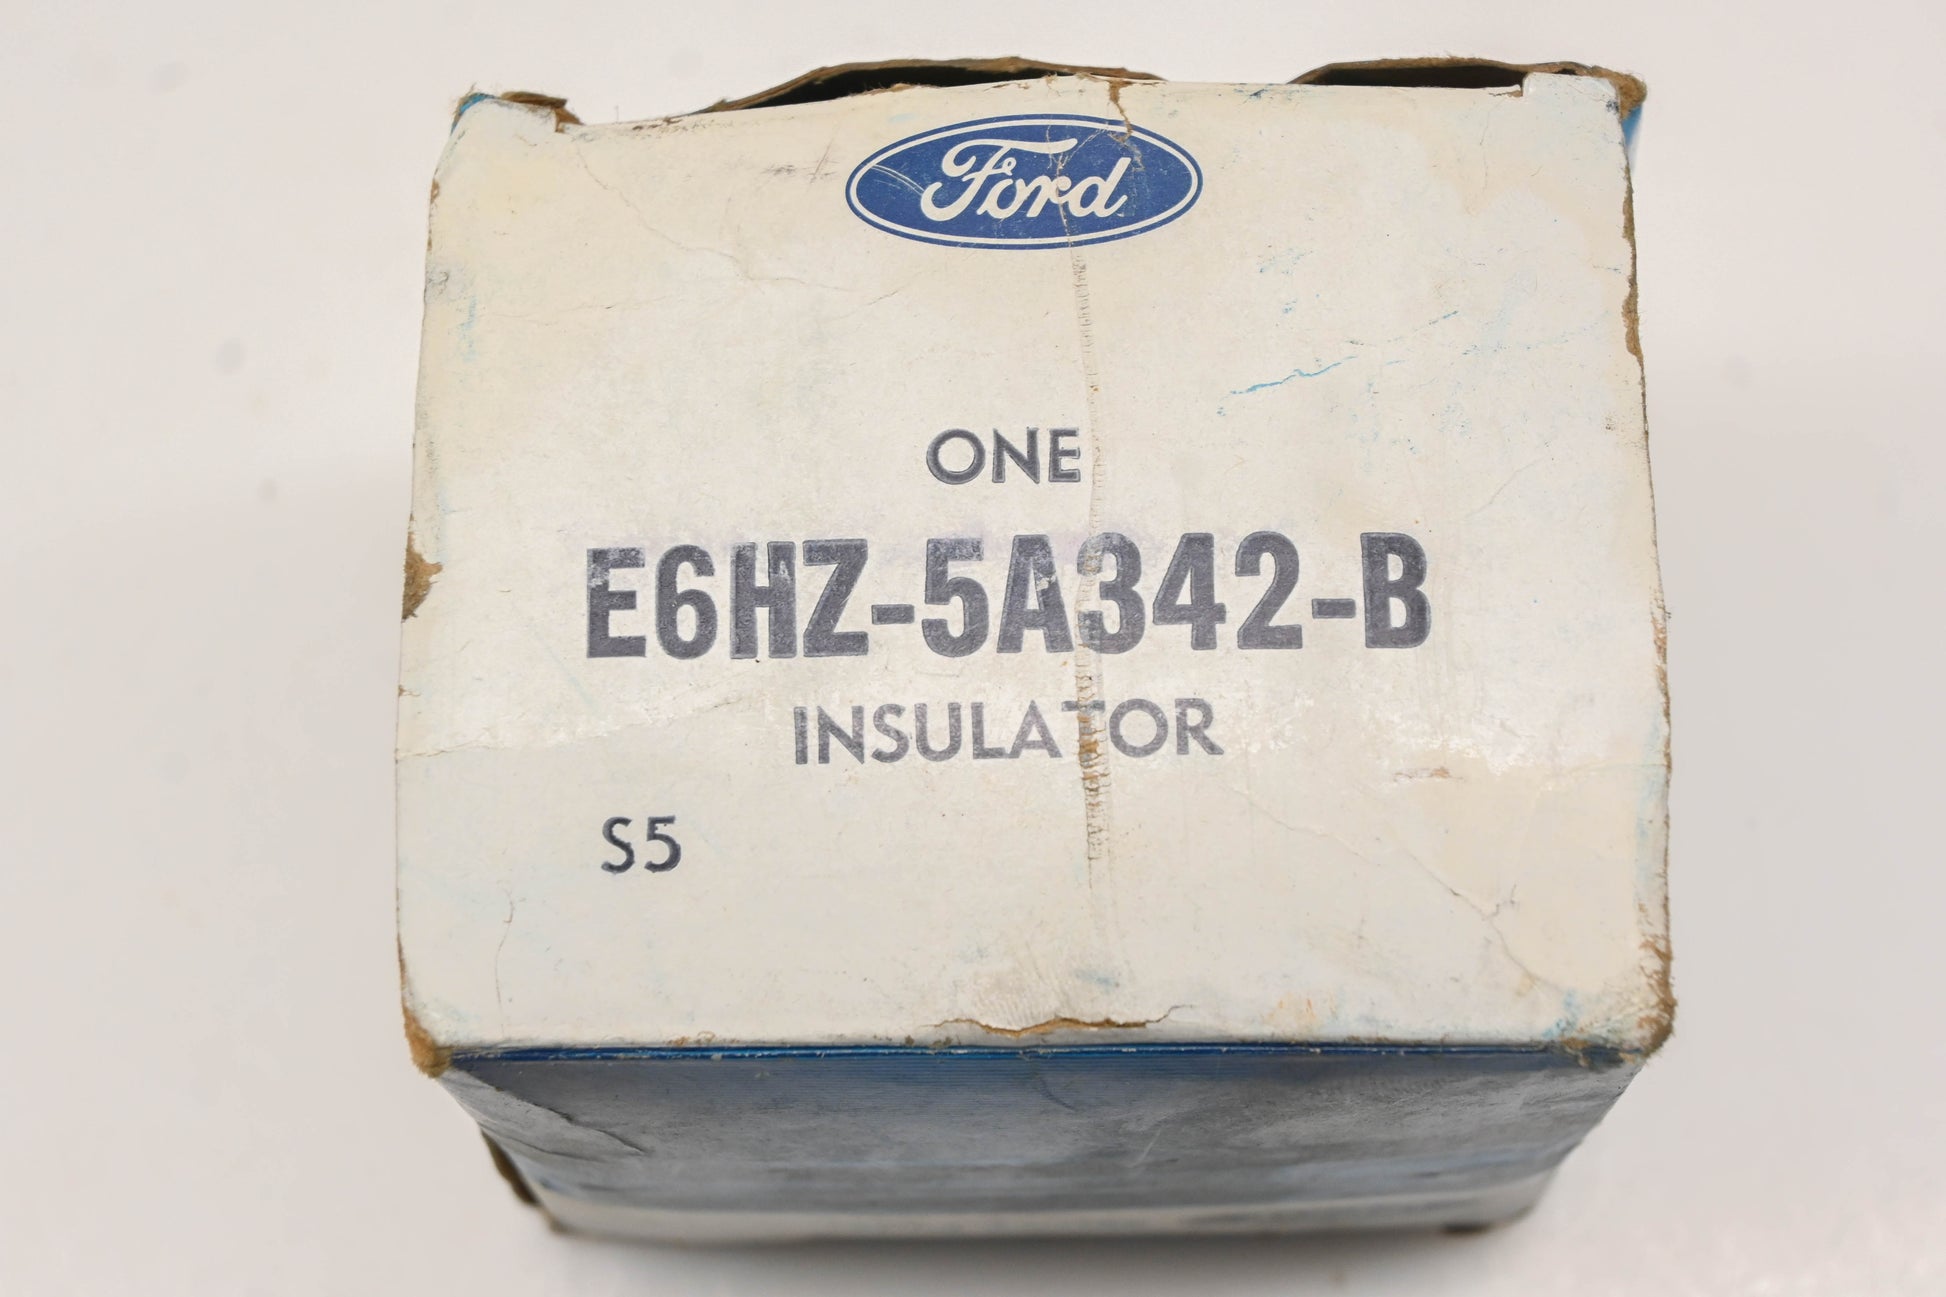 Ford
ONE
E6HZ-5A342-B
INSULATOR
S5